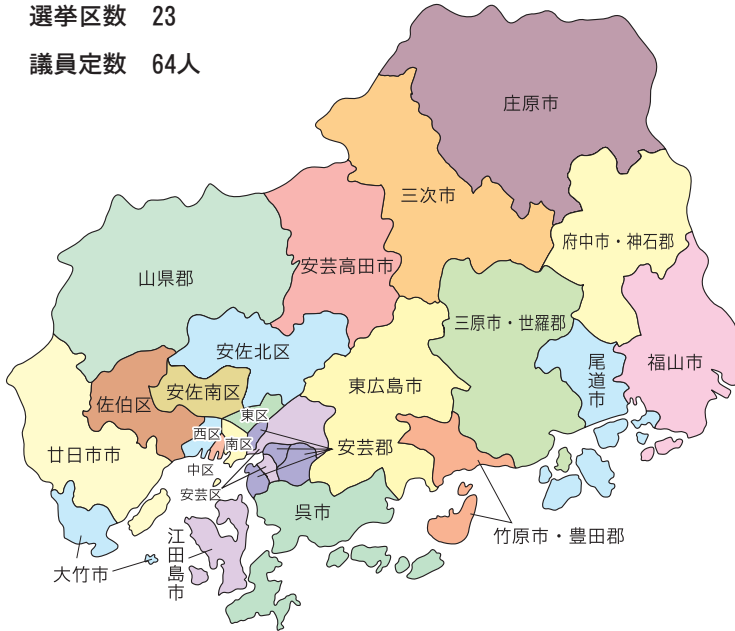 選挙区数 23
議員定数 64人
庄原市
三次市
府中市・神石郡
安芸高田市
山県郡
三原市・世羅郡
安佐北区
尾道市
福山市
安佐南区
東広島市
佐伯区
東区
西区
南区
安芸郡
廿日市市
中区
安芸区
呉市
竹原市・豊田郡
江田島市
大竹市